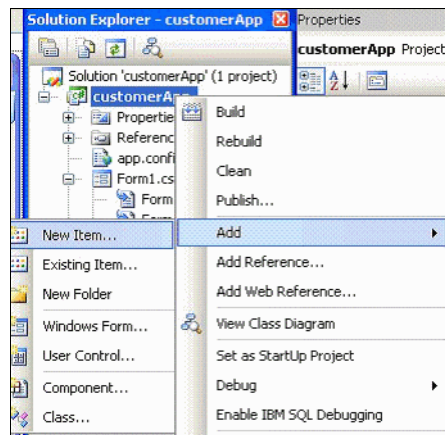 Solution Explorer - customerApp
Properties
customerApp Project
Solution 'customerApp' (1 project)
customerApp
Propertie
Referenc
app.confi
Form1.cs
Form
Form
Build
Rebuild
Clean
Publish...
Add
Add Reference...
Add Web Reference...
View Class Diagram
Set as StartUp Project
Debug
Enable IBM SQL Debugging
New Item...
Existing Item...
New Folder
Windows Form...
User Control...
Component...
Class...